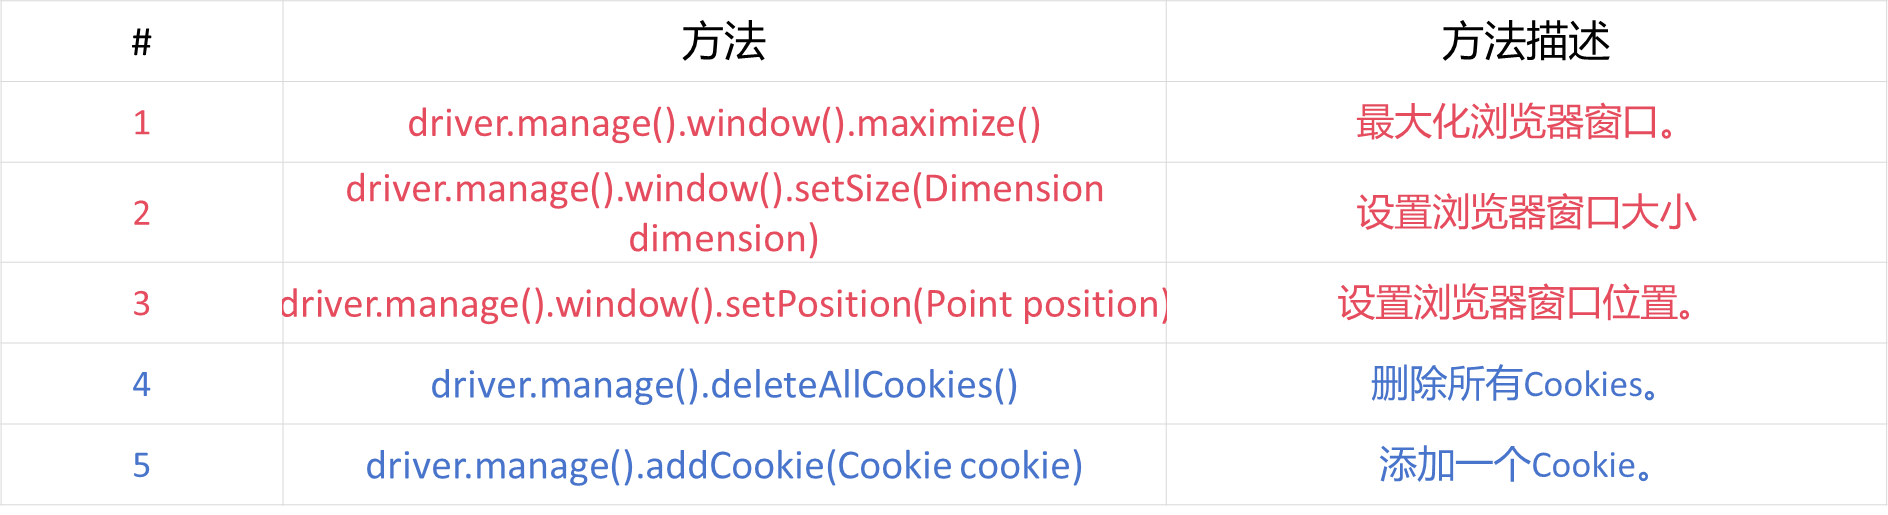 # 方法 方法描述
1 driver.manage().window().maximize() 最大化浏览器窗口。
2 driver.manage().window().setSize(Dimension
dimension) 设置浏览器窗口大小
3 driver.manage().window().setPosition(Point position) 设置浏览器窗口位置。
4 driver.manage().deleteAllCookies() 删除所有Cookies。
5 driver.manage().addCookie(Cookie cookie) 添加一个Cookie。